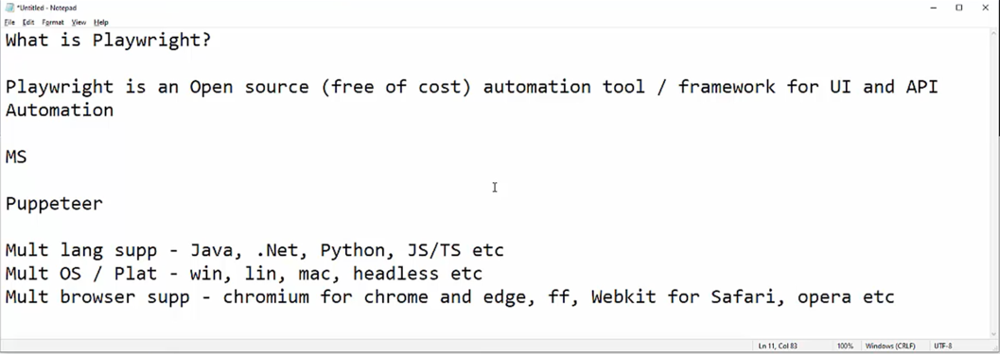 *Untitled - Notepad
File Edit Format View Help
What is Playwright?
Playwright is an Open source (free of cost) automation tool / framework for UI and API
Automation
MS
Puppeteer
Mult lang supp - Java, .Net, Python, JS/TS etc
Mult OS / Plat - win, lin, mac, headless etc
Mult browser supp - chromium for chrome and edge, ff, Webkit for Safari, opera etc
Ln 11, Col 83 100% Windows (CRLF) UTF-8